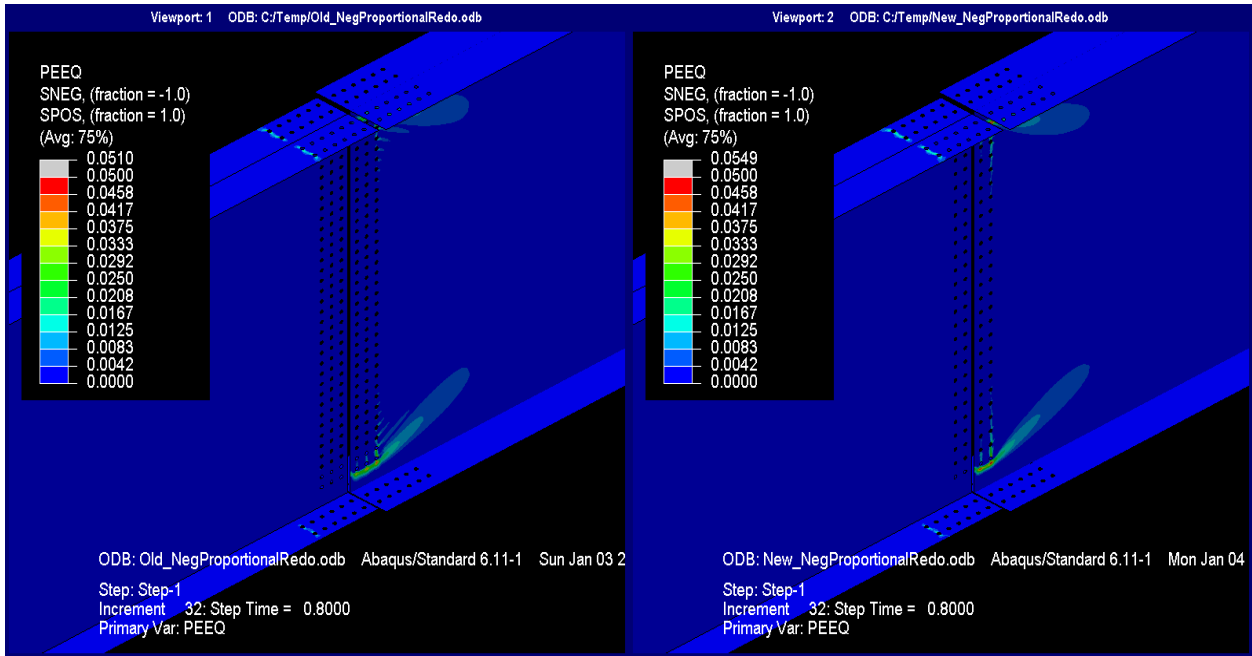 Viewport: 1 ODB: C:/Temp/Old_NegProportionalRedo.odb
PEEQ
SNEG, (fraction = -1.0)
SPOS, (fraction = 1.0)
(Avg: 75%)
0.0510
0.0500
0.0458
0.0417
0.0375
0.0333
0.0292
0.0250
0.0208
0.0167
0.0125
0.0083
0.0042
0.0000
ODB: Old_NegProportionalRedo.odb Abaqus/Standard 6.11-1 Sun Jan 03 2
Step: Step-1
Increment 32: Step Time = 0.8000
Primary Var: PEEQ
Viewport: 2 ODB: C:/Temp/New_NegProportionalRedo.odb
PEEQ
SNEG, (fraction = -1.0)
SPOS, (fraction = 1.0)
(Avg: 75%)
0.0549
0.0500
0.0458
0.0417
0.0375
0.0333
0.0292
0.0250
0.0208
0.0167
0.0125
0.0083
0.0042
0.0000
ODB: New_NegProportionalRedo.odb Abaqus/Standard 6.11-1 Mon Jan 04
Step: Step-1
Increment 32: Step Time = 0.8000
Primary Var: PEEQ